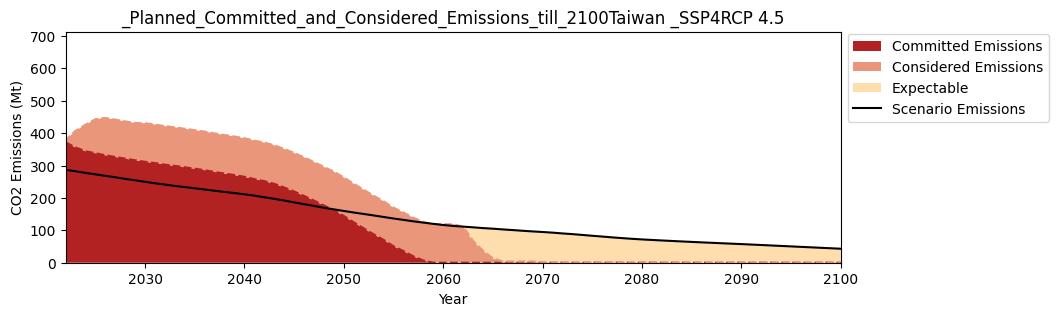 _Planned_Committed_and_Considered_Emissions_till_2100Taiwan _SSP4RCP 4.5
700
600
500
400
300
200
100
0
CO2 Emissions (Mt)
2030 2040 2050 2060 2070 2080 2090 2100
Year
Committed Emissions
Considered Emissions
Expectable
Scenario Emissions